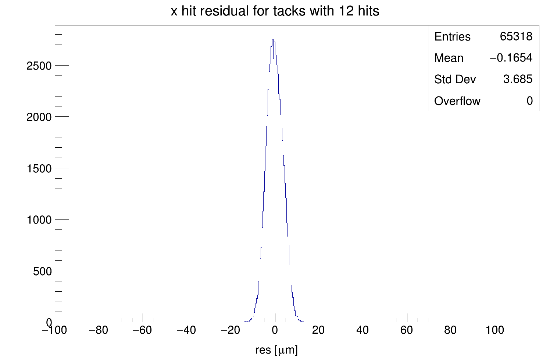 x hit residual for tacks with 12 hits
Entries 65318
Mean −0.1654
Std Dev 3.685
Overflow 0
2500
2000
1500
1000
500
0
−100 −80 −60 −40 −20 0 20 40 60 80 100
res [μm]